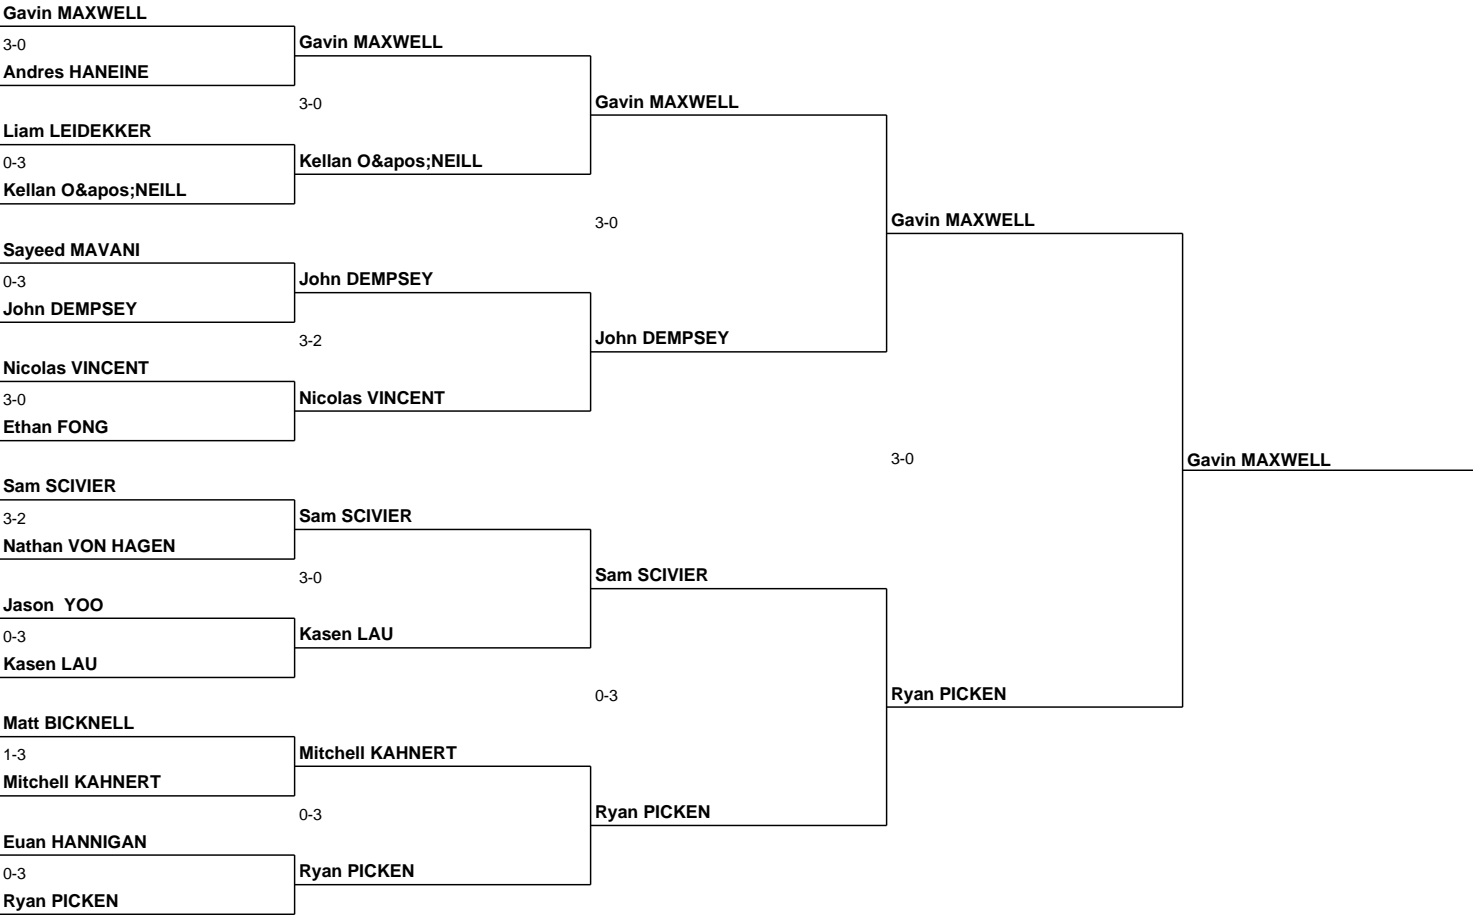 Gavin MAXWELL
3-0
Andres HANEINE
Liam LEIDEKKER
0-3
Kellan O&apos;NEILL
Sayeed MAVANI
0-3
John DEMPSEY
Nicolas VINCENT
3-0
Ethan FONG
Sam SCIVIER
3-2
Nathan VON HAGEN
Jason  YOO
0-3
Kasen LAU
Matt BICKNELL
1-3
Mitchell KAHNERT
Euan HANNIGAN
0-3
Ryan PICKEN
Gavin MAXWELL
3-0
Kellan O&apos;NEILL
John DEMPSEY
3-2
Nicolas VINCENT
Sam SCIVIER
3-0
Kasen LAU
Mitchell KAHNERT
0-3
Ryan PICKEN
Gavin MAXWELL
3-0
John DEMPSEY
Sam SCIVIER
0-3
Ryan PICKEN
Gavin MAXWELL
3-0
Ryan PICKEN
Gavin MAXWELL